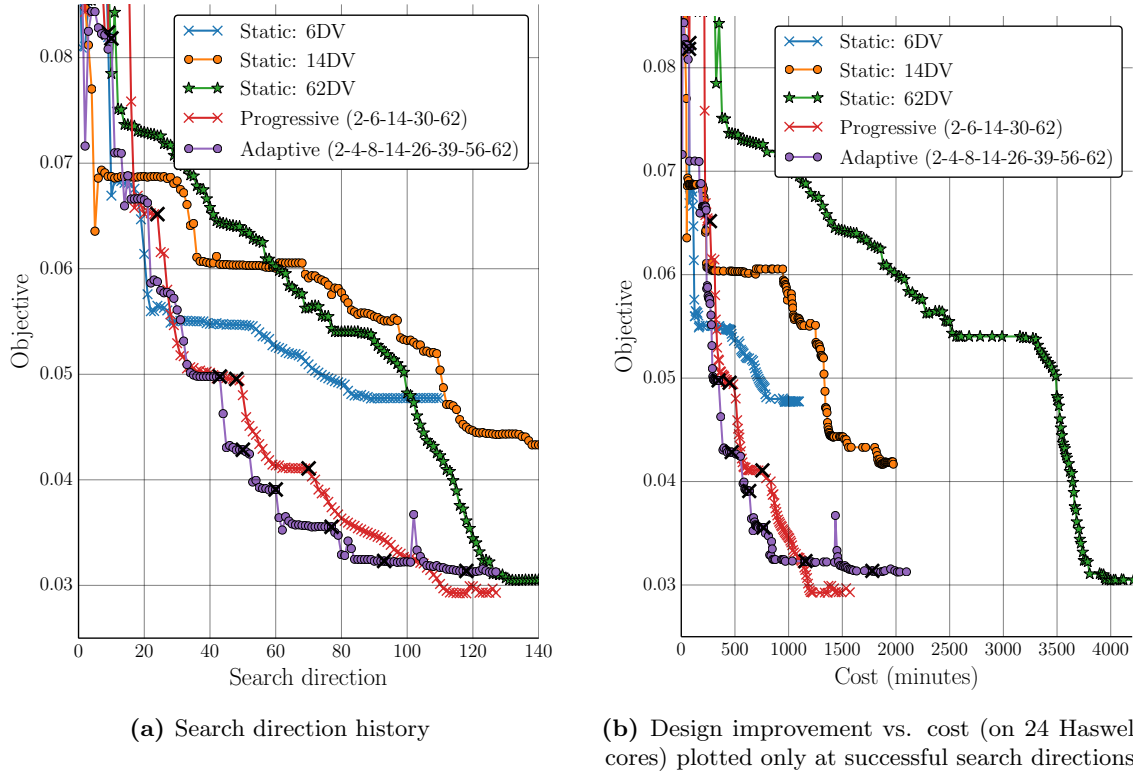 0.08
0.07
0.06
0.05
0.04
0.03
Objective
0
20
40
60
80
100
120
140
Search direction
Static: 6DV
Static: 14DV
Static: 62DV
Progressive (2-6-14-30-62)
Adaptive (2-4-8-14-26-39-56-62)
(a) Search direction history
0.08
0.07
0.06
0.05
0.04
0.03
Objective
0
500
1000
1500
2000
2500
3000
3500
4000
Cost (minutes)
Static: 6DV
Static: 14DV
Static: 62DV
Progressive (2-6-14-30-62)
Adaptive (2-4-8-14-26-39-56-62)
(b) Design improvement vs. cost (on 24 Haswel
cores) plotted only at successful search directions